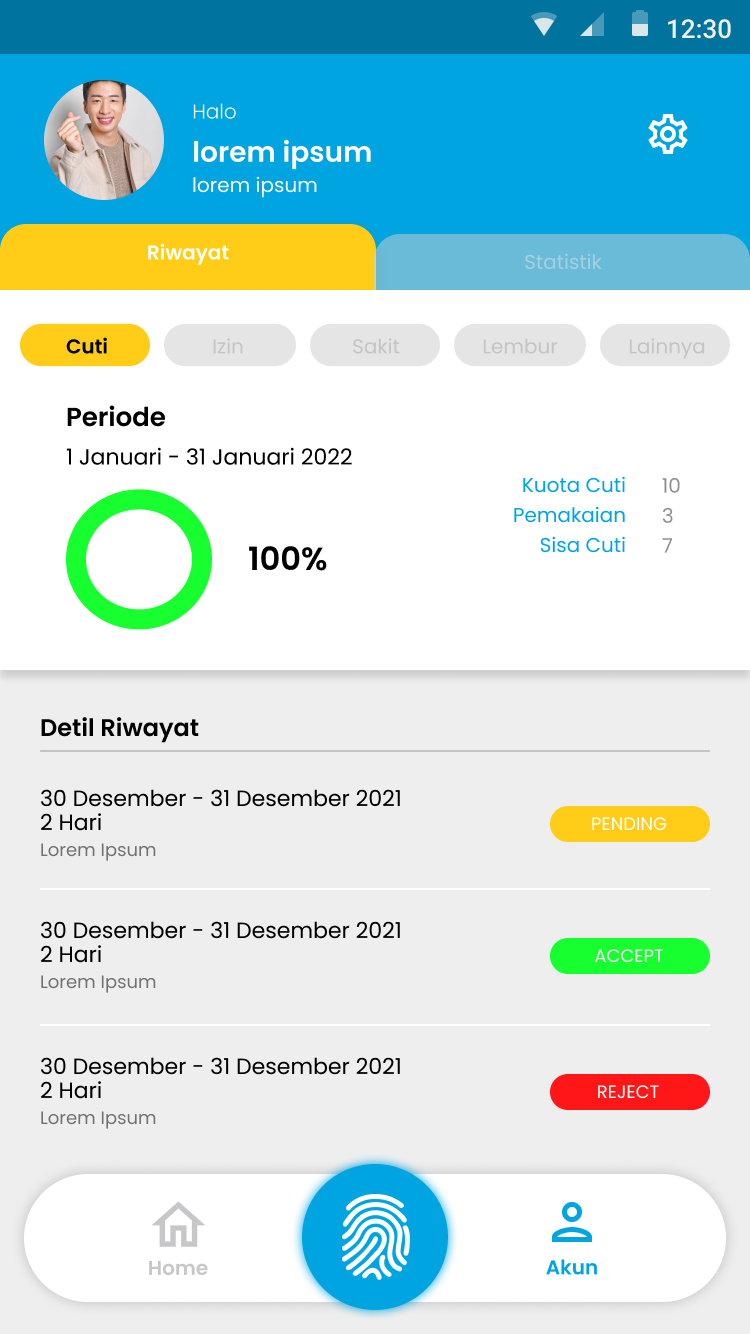 12:30
Halo
lorem ipsum
lorem ipsum
Riwayat
Statistik
Cuti
Izin
Sakit
Lembur
Lainnya
Periode
1 Januari - 31 Januari 2022
Kuota Cuti 10
Pemakaian 3
Sisa Cuti 7
100%
Detil Riwayat
30 Desember - 31 Desember 2021
2 Hari
Lorem Ipsum
PENDING
30 Desember - 31 Desember 2021
2 Hari
Lorem Ipsum
ACCEPT
30 Desember - 31 Desember 2021
2 Hari
Lorem Ipsum
REJECT
Home
Akun